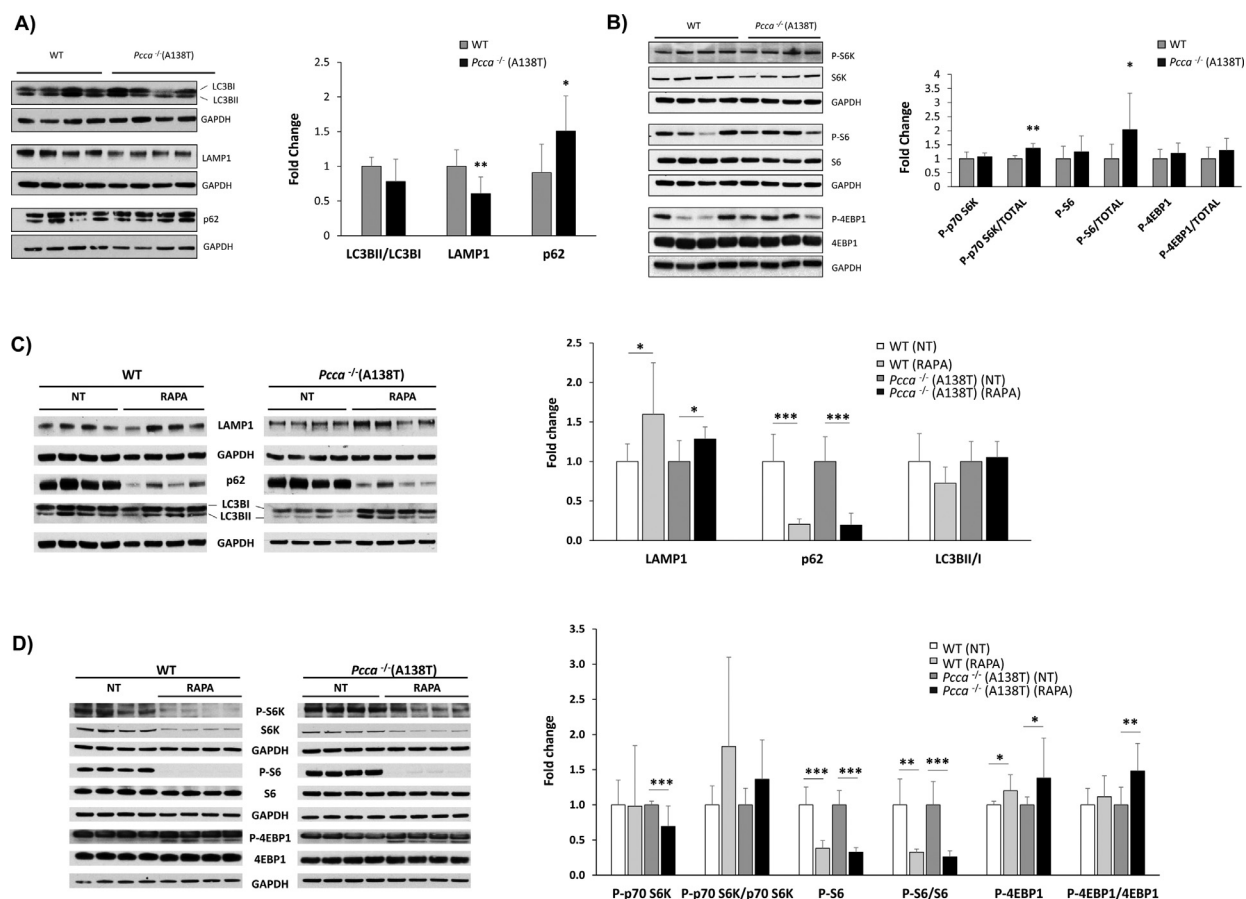 A)
WT
Pcca -/- (A138T)
LC3BI
LC3BII
GAPDH
LAMP1
GAPDH
p62
GAPDH
WT
Pcca -/- (A138T)
Fold Change
2.5
2
1.5
1
0.5
0
*
**
LC3BII/LC3BI
LAMP1
p62
B)
WT
Pcca -/- (A138T)
P-S6K
S6K
GAPDH
P-S6
S6
GAPDH
P-4EBP1
4EBP1
GAPDH
WT
Pcca -/- (A138T)
Fold Change
4
3.5
3
2.5
2
1.5
1
0.5
0
*
**
P-p70 S6K
P-p70 S6K/TOTAL
P-S6
P-S6/TOTAL
P-4EBP1
P-4EBP1/TOTAL
C)
WT
Pcca -/-(A138T)
NT
RAPA
NT
RAPA
LAMP1
GAPDH
p62
LC3BI
LC3BII
GAPDH
WT (NT)
WT (RAPA)
Pcca -/- (A138T) (NT)
Pcca -/- (A138T) (RAPA)
Fold change
2.5
2.0
1.5
1.0
0.5
0.0
*
*
***
***
LAMP1
p62
LC3BII/I
D)
WT
Pcca -/-(A138T)
NT
RAPA
NT
RAPA
P-S6K
S6K
GAPDH
P-S6
S6
GAPDH
P-4EBP1
4EBP1
GAPDH
WT (NT)
WT (RAPA)
Pcca -/- (A138T) (NT)
Pcca -/- (A138T) (RAPA)
Fold change
3.5
3.0
2.5
2.0
1.5
1.0
0.5
0.0
***
***
***
**
***
*
*
**
P-p70 S6K
P-p70 S6K/p70 S6K
P-S6
P-S6/S6
P-4EBP1
P-4EBP1/4EBP1